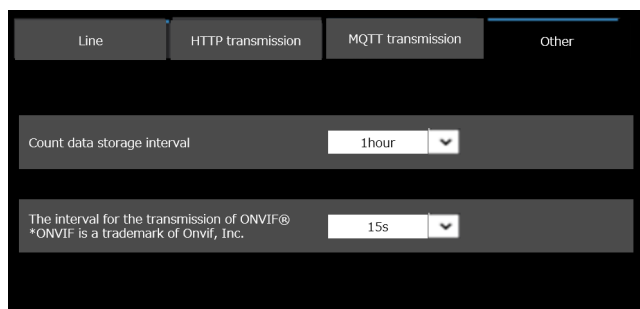 Line
HTTP transmission
MQTT transmission
Other
Count data storage interval
1hour
The interval for the transmission of ONVIF®
*ONVIF is a trademark of Onvif, Inc.
15s